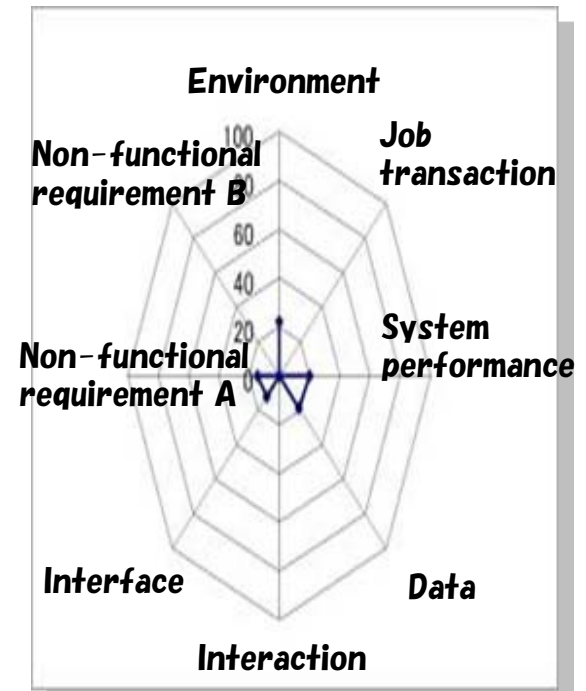 Environment
Job
transaction
100
Non-functional
requirement B
60
40
20
System
performance
Non-functional
requirement A
0
Interface
Data
Interaction